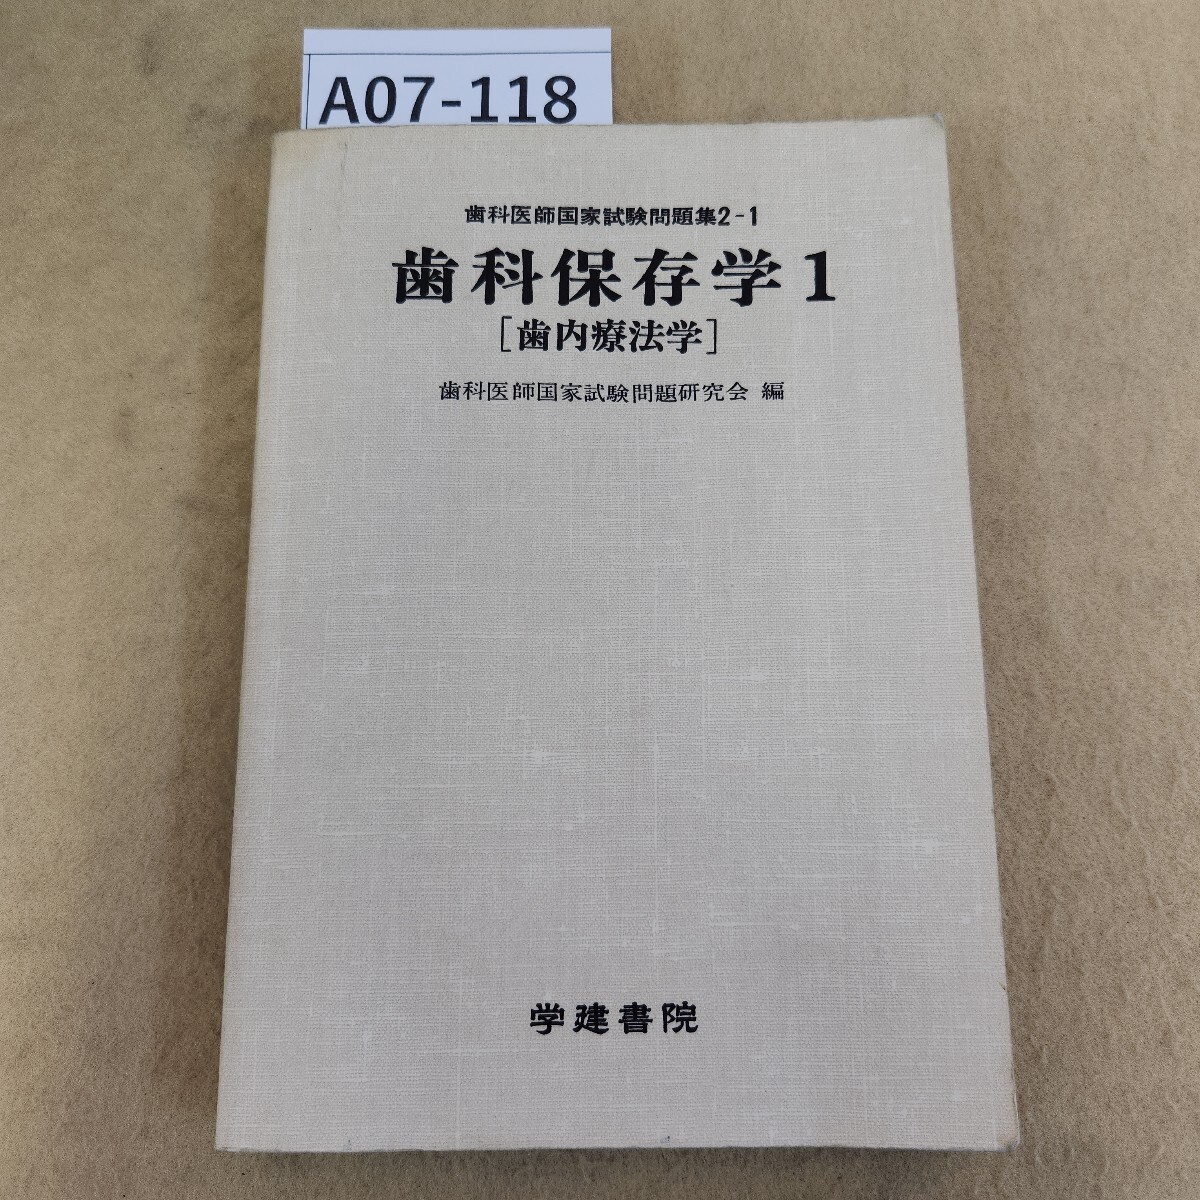 A07-118
歯科医師国家試験問題集2-1
歯科保存学1
[歯内療法学]
歯科医師国家試験問題研究会 編
学建書院